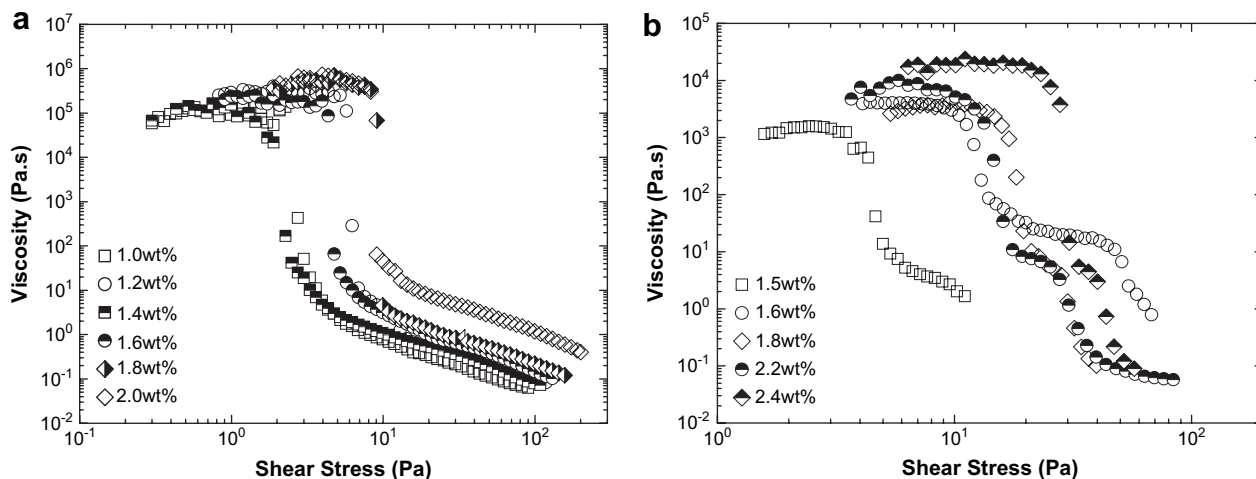 a
Viscosity (Pa.s)
10^7
10^6
10^5
10^4
10^3
10^2
10^1
10^0
10^-1
10^-2
1.0wt%
1.2wt%
1.4wt%
1.6wt%
1.8wt%
2.0wt%
10^-1 10^0 10^1 10^2
Shear Stress (Pa)
b
Viscosity (Pa.s)
10^5
10^4
10^3
10^2
10^1
10^0
10^-1
10^-2
1.5wt%
1.6wt%
1.8wt%
2.2wt%
2.4wt%
10^0 10^1 10^2
Shear Stress (Pa)